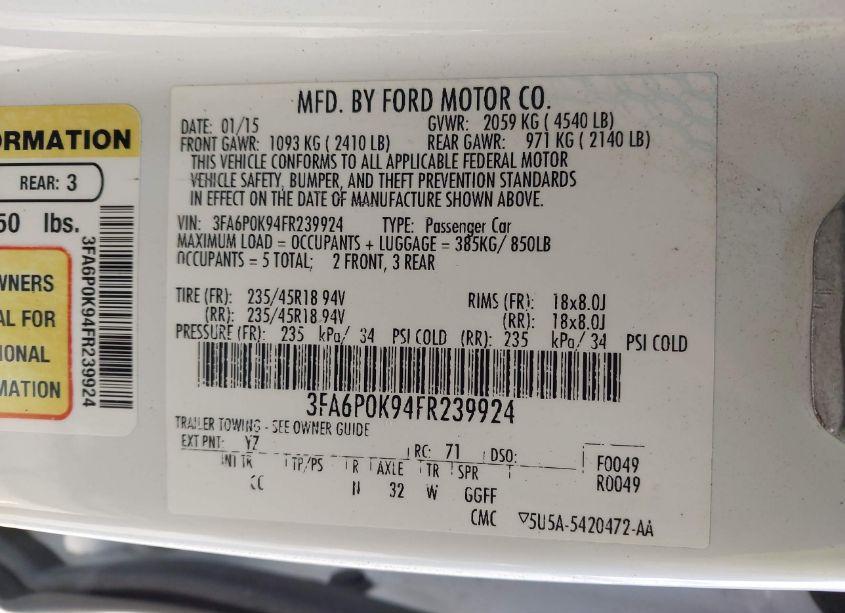 ORMATION
REAR: 3
50 lbs.
WNERS
AL FOR
IONAL
MATION
3FA6P0K94FR239924
MFD. BY FORD MOTOR CO.
DATE: 01/15 GVWR: 2059 KG ( 4540 LB)
FRONT GAWR: 1093 KG ( 2410 LB) REAR GAWR: 971 KG ( 2140 LB)
THIS VEHICLE CONFORMS TO ALL APPLICABLE FEDERAL MOTOR
VEHICLE SAFETY, BUMPER, AND THEFT PREVENTION STANDARDS
IN EFFECT ON THE DATE OF MANUFACTURE SHOWN ABOVE.
VIN: 3FA6P0K94FR239924 TYPE: Passenger Car
MAXIMUM LOAD = OCCUPANTS + LUGGAGE = 385KG/ 850LB
OCCUPANTS = 5 TOTAL; 2 FRONT, 3 REAR
TIRE (FR): 235/45R18 94V RIMS (FR): 18x8.0J
(RR): 235/45R18 94V (RR): 18x8.0J
PRESSURE (FR): 235 kPa/ 34 PSI COLD (RR): 235 kPa/ 34 PSI COLD
3FA6P0K94FR239924
TRAILER TOWING - SEE OWNER GUIDE
EXT PNT: YZ RC: 71 DSO: F0049
INT TR TP/PS R AXLE TR SPR R0049
CC N 32 W GGFF
CMC ▽5U5A-5420472-AA